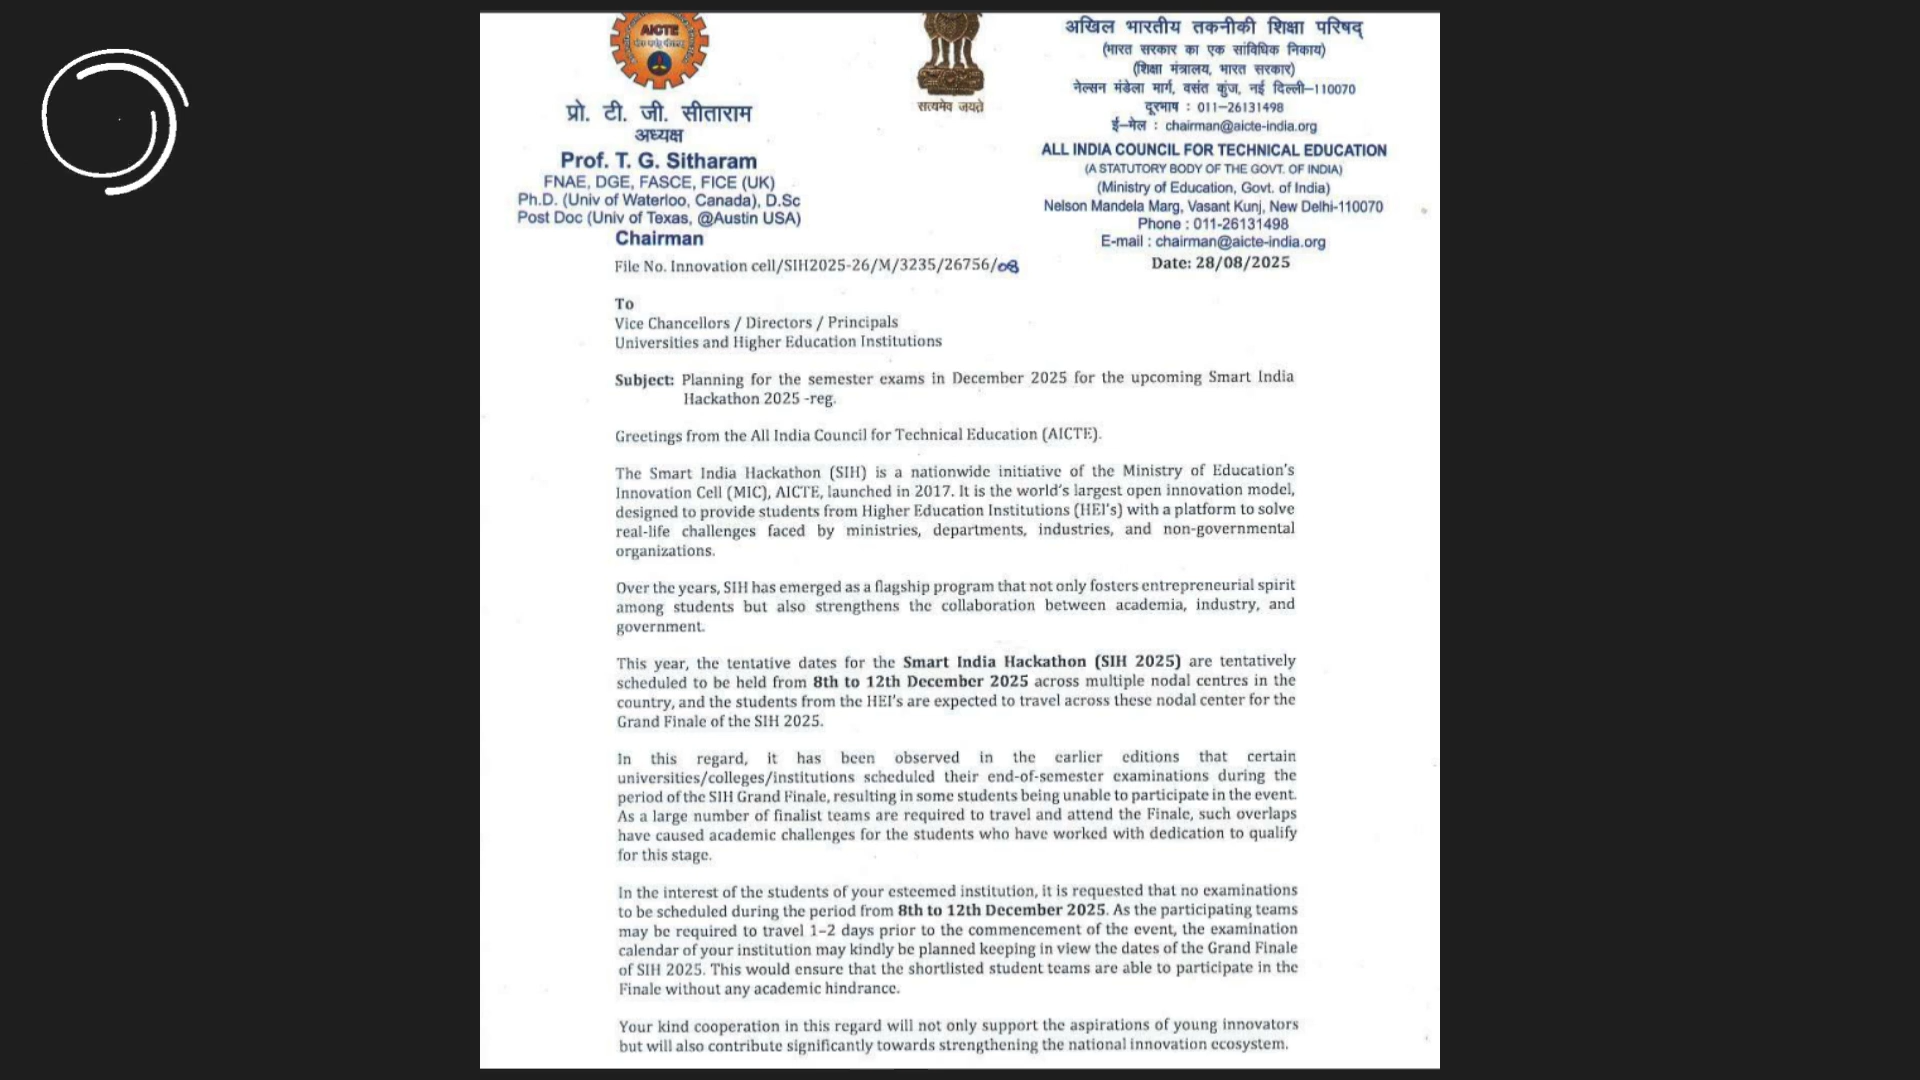 AICTE
प्रो. टी. जी. सीताराम
अध्यक्ष
Prof. T. G. Sitharam
FNAE, DGE, FASCE, FICE (UK)
Ph.D. (Univ of Waterloo, Canada), D.Sc
Post Doc (Univ of Texas, @Austin USA)
Chairman
सत्यमेव जयते
अखिल भारतीय तकनीकी शिक्षा परिषद्
(भारत सरकार का एक सांविधिक निकाय)
(शिक्षा मंत्रालय, भारत सरकार)
नेल्सन मंडेला मार्ग, वसंत कुंज, नई दिल्ली–110070
दूरभाष : 011–26131498
ई–मेल : chairman@aicte-india.org
ALL INDIA COUNCIL FOR TECHNICAL EDUCATION
(A STATUTORY BODY OF THE GOVT. OF INDIA)
(Ministry of Education, Govt. of India)
Nelson Mandela Marg, Vasant Kunj, New Delhi-110070
Phone : 011-26131498
E-mail : chairman@aicte-india.org
File No. Innovation cell/SIH2025-26/M/3235/26756/08
Date: 28/08/2025
To
Vice Chancellors / Directors / Principals
Universities and Higher Education Institutions
Subject: Planning for the semester exams in December 2025 for the upcoming Smart India
Hackathon 2025 -reg.
Greetings from the All India Council for Technical Education (AICTE).
The Smart India Hackathon (SIH) is a nationwide initiative of the Ministry of Education's
Innovation Cell (MIC), AICTE, launched in 2017. It is the world's largest open innovation model,
designed to provide students from Higher Education Institutions (HEI's) with a platform to solve
real-life challenges faced by ministries, departments, industries, and non-governmental
organizations.
Over the years, SIH has emerged as a flagship program that not only fosters entrepreneurial spirit
among students but also strengthens the collaboration between academia, industry, and
government.
This year, the tentative dates for the Smart India Hackathon (SIH 2025) are tentatively
scheduled to be held from 8th to 12th December 2025 across multiple nodal centres in the
country, and the students from the HEI's are expected to travel across these nodal center for the
Grand Finale of the SIH 2025.
In this regard, it has been observed in the earlier editions that certain
universities/colleges/institutions scheduled their end-of-semester examinations during the
period of the SIH Grand Finale, resulting in some students being unable to participate in the event.
As a large number of finalist teams are required to travel and attend the Finale, such overlaps
have caused academic challenges for the students who have worked with dedication to qualify
for this stage.
In the interest of the students of your esteemed institution, it is requested that no examinations
to be scheduled during the period from 8th to 12th December 2025. As the participating teams
may be required to travel 1–2 days prior to the commencement of the event, the examination
calendar of your institution may kindly be planned keeping in view the dates of the Grand Finale
of SIH 2025. This would ensure that the shortlisted student teams are able to participate in the
Finale without any academic hindrance.
Your kind cooperation in this regard will not only support the aspirations of young innovators
but will also contribute significantly towards strengthening the national innovation ecosystem.